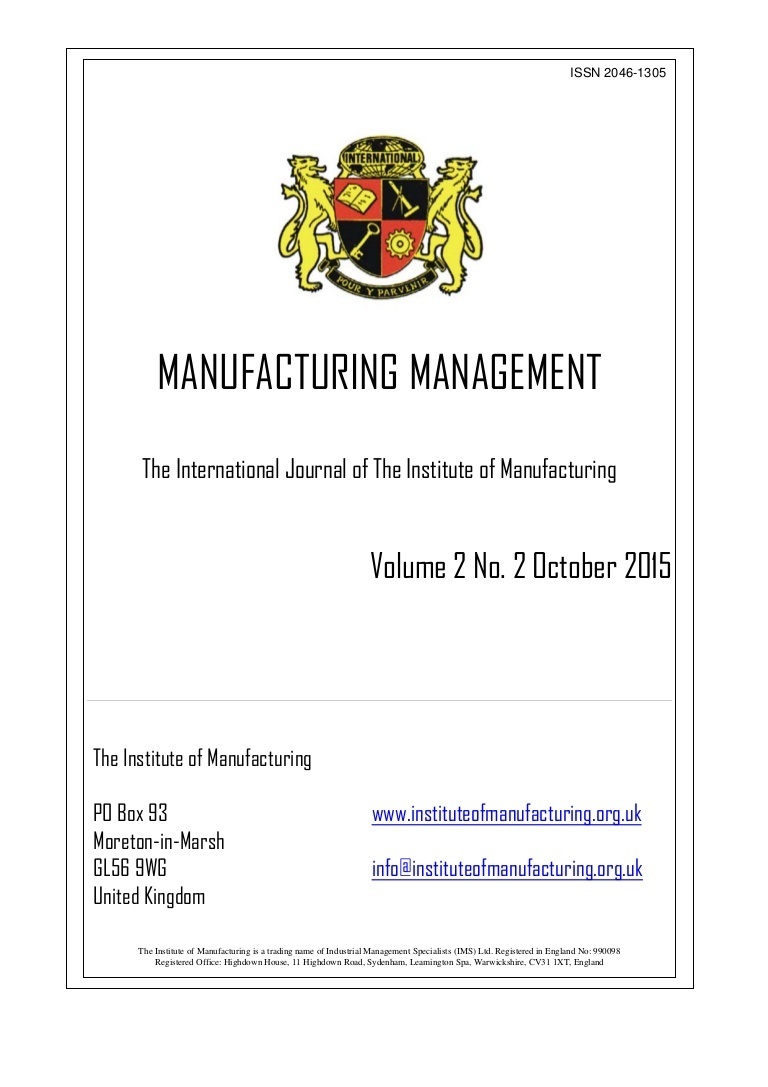 ISSN 2046-1305
INTERNATIONAL
POUR Y PARVENIR
MANUFACTURING MANAGEMENT
The International Journal of The Institute of Manufacturing
Volume 2 No. 2 October 2015
The Institute of Manufacturing
PO Box 93
www.instituteofmanufacturing.org.uk
Moreton-in-Marsh
GL56 9WG
info@instituteofmanufacturing.org.uk
United Kingdom
The Institute of Manufacturing is a trading name of Industrial Management Specialists (IMS) Ltd. Registered in England No: 990098
Registered Office: Highdown House, 11 Highdown Road, Sydenham, Leamington Spa, Warwickshire, CV31 1XT, England